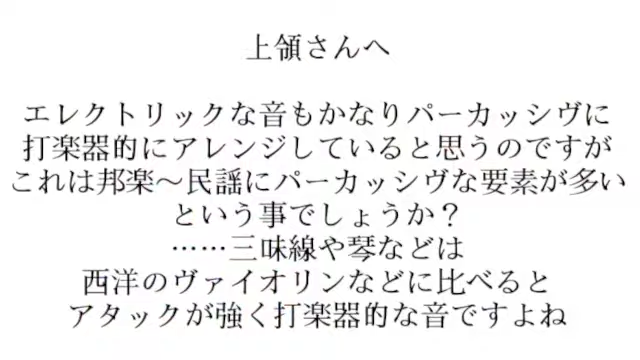 上領さんへ
エレクトリックな音もかなりパーカッシヴに
打楽器的にアレンジしていると思うのですが
これは邦楽～民謡にパーカッシヴな要素が多い
という事でしょうか？
……三味線や琴などは
西洋のヴァイオリンなどに比べると
アタックが強く打楽器的な音ですよね